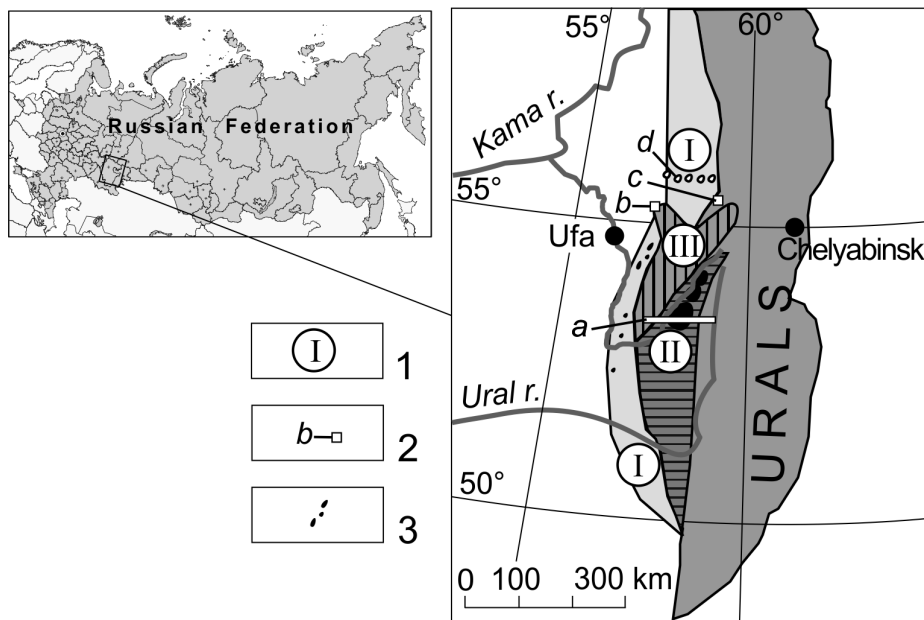 Russian Federation
I
1
b
2
3
55°
60°
Kama r.
I
d
c
55°
b
Ufa
III
Chelyabinsk
a
II
Ural r.
I
50°
URALS
0 100 300 km